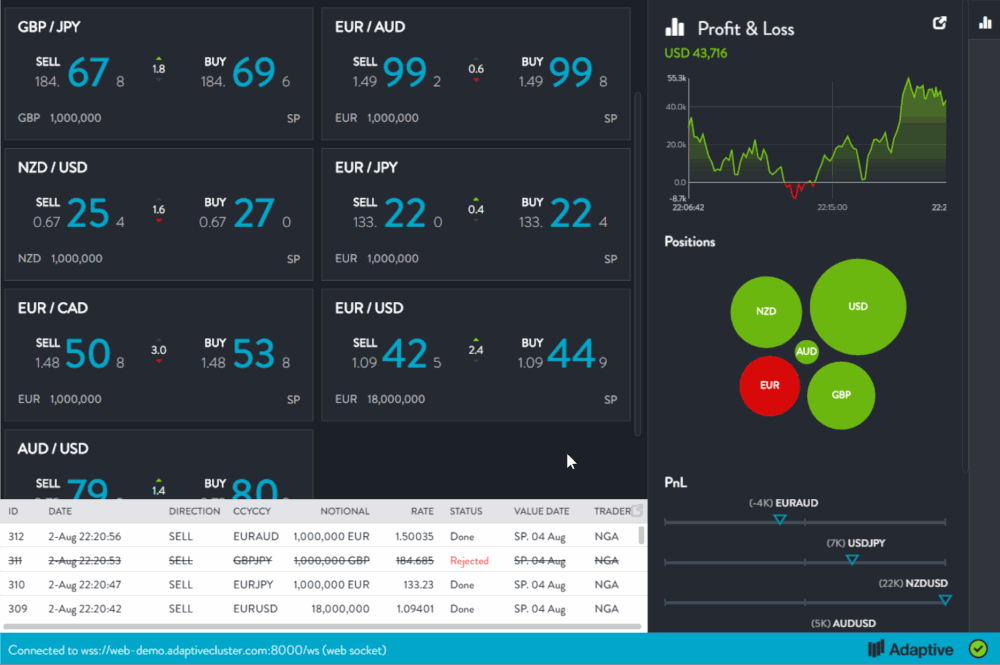 GBP / JPY
SELL 184. 67 8
1.8
BUY 184. 69 6
GBP 1,000,000 SP
EUR / AUD
SELL 1.49 99 2
0.6
BUY 1.49 99 8
EUR 1,000,000 SP
NZD / USD
SELL 0.67 25 4
1.6
BUY 0.67 27 0
NZD 1,000,000 SP
EUR / JPY
SELL 133. 22 0
0.4
BUY 133. 22 4
EUR 1,000,000 SP
EUR / CAD
SELL 1.48 50 8
3.0
BUY 1.48 53 8
EUR 1,000,000 SP
EUR / USD
SELL 1.09 42 5
2.4
BUY 1.09 44 9
EUR 18,000,000 SP
AUD / USD
SELL 79
1.4
BUY 80
ID DATE DIRECTION CCYCCY NOTIONAL RATE STATUS VALUE DATE TRADER
312 2-Aug 22:20:56 SELL EURAUD 1,000,000 EUR 1.50035 Done SP. 04 Aug NGA
311 2-Aug 22:20:53 SELL GBPJPY 1,000,000 GBP 184.685 Rejected SP. 04 Aug NGA
310 2-Aug 22:20:47 SELL EURJPY 1,000,000 EUR 133.23 Done SP. 04 Aug NGA
309 2-Aug 22:20:42 SELL EURUSD 18,000,000 1.09401 Done SP. 04 Aug NGA
Profit & Loss
USD 43,716
55.3k
40.0k
20.0k
0.0
-8.7k
22:06:42 22:15:00 22:2
Positions
NZD
USD
AUD
EUR
GBP
PnL
(-4K) EURAUD
(7K) USDJPY
(22K) NZDUSD
(5K) AUDUSD
Connected to wss://web-demo.adaptivecluster.com:8000/ws (web socket)
Adaptive